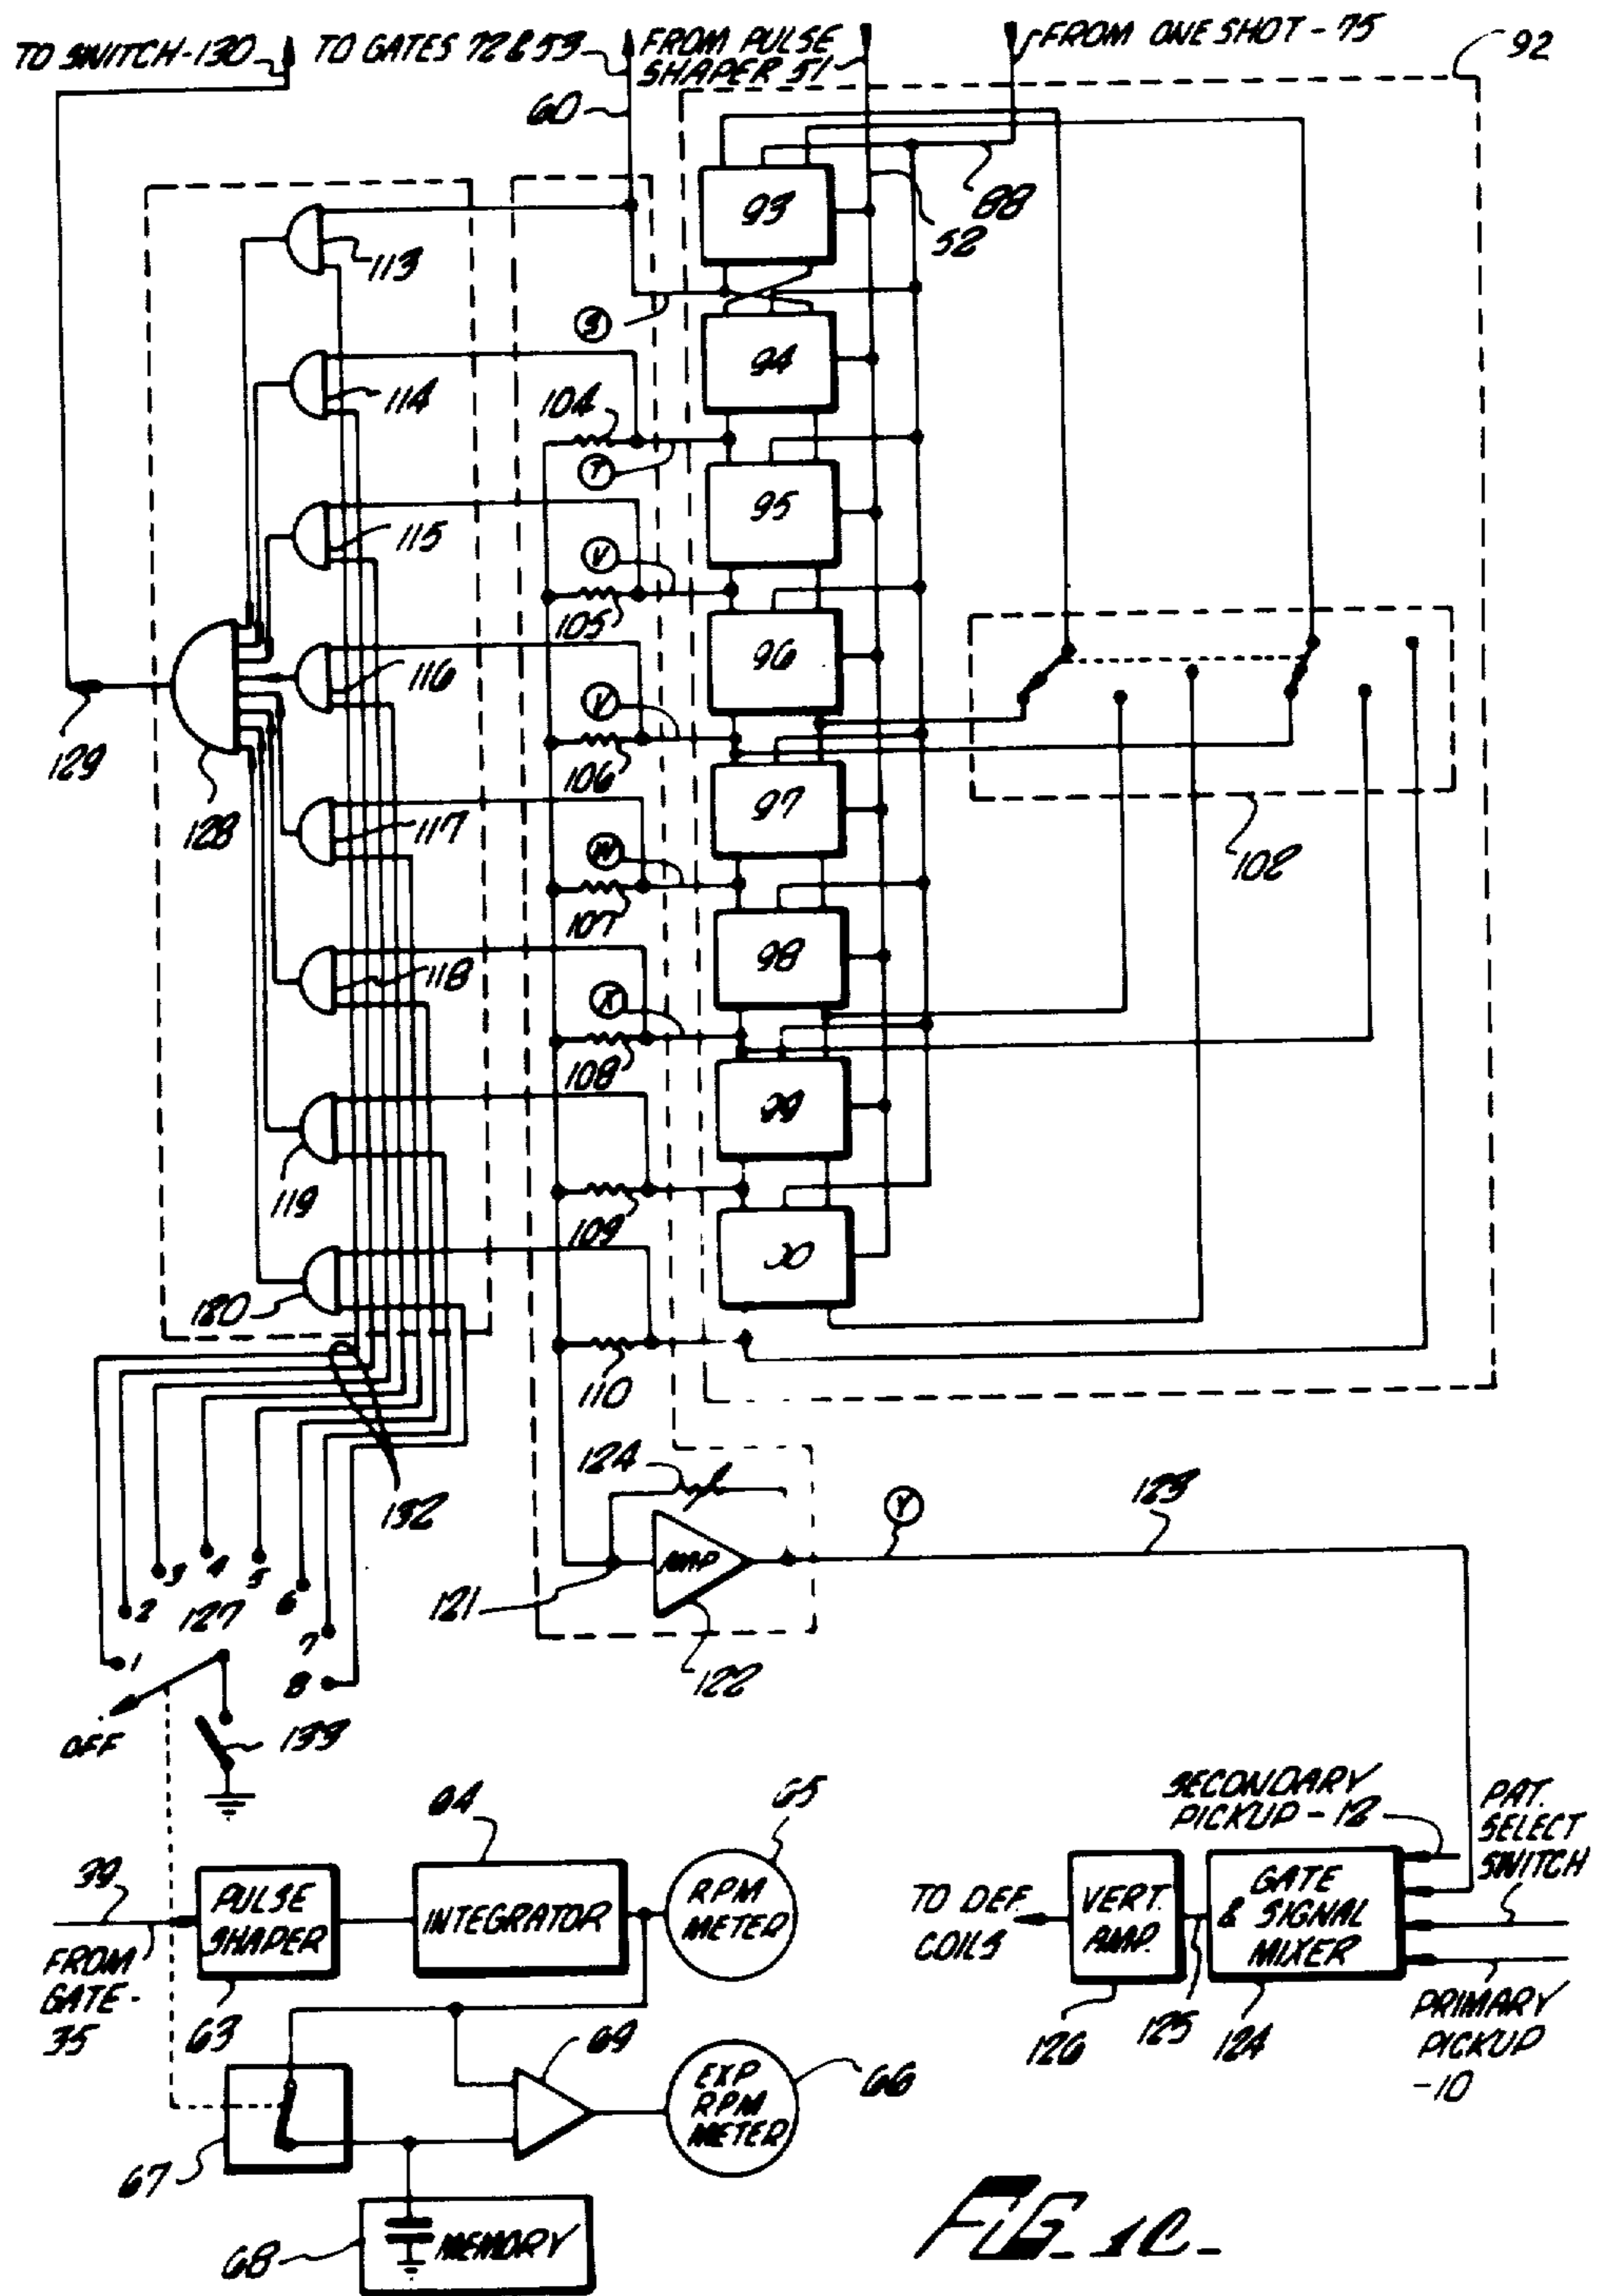 TO SWITCH-130
TO GATES 72 & 59
FROM PULSE
SHAPER 51
FROM ONE SHOT-75
92
60
93
88
52
113
S
94
114
104
T
95
115
105
96
116
V
106
102
129
128
97
117
W
107
98
118
X
108
119
109
120
110
124
132
Y
123
AMP
121
122
1
2
3
4
5
6
7
8
127
OFF
133
64
65
39
PULSE
SHAPER
INTEGRATOR
RPM
METER
FROM
GATE-
35
63
SECONDARY
PICKUP-12
PAT.
SELECT
SWITCH
TO DEF.
COILS
VERT.
AMP.
GATE
& SIGNAL
MIXER
126
125
124
PRIMARY
PICKUP
-10
69
EXP
RPM
METER
66
67
68
MEMORY
FIG. 1C.